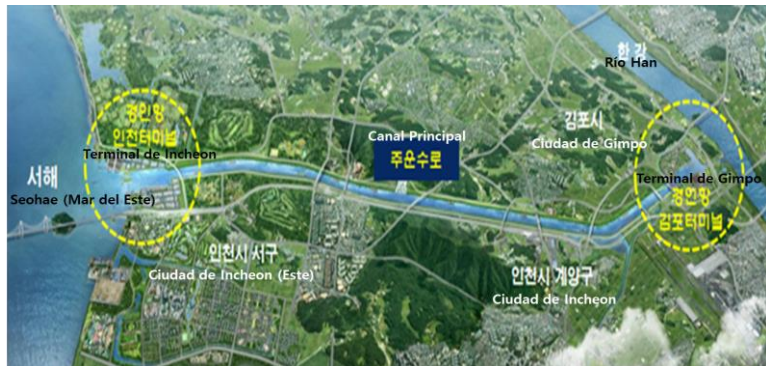 한 강
Río Han
경인항
인천터미널
Terminal de Incheon
서해
Seohae (Mar del Este)
Canal Principal
주운수로
김포시
Ciudad de Gimpo
Terminal de Gimpo
경인항
김포터미널
인천시 서구
Ciudad de Incheon (Este)
인천시 계양구
Ciudad de Incheon